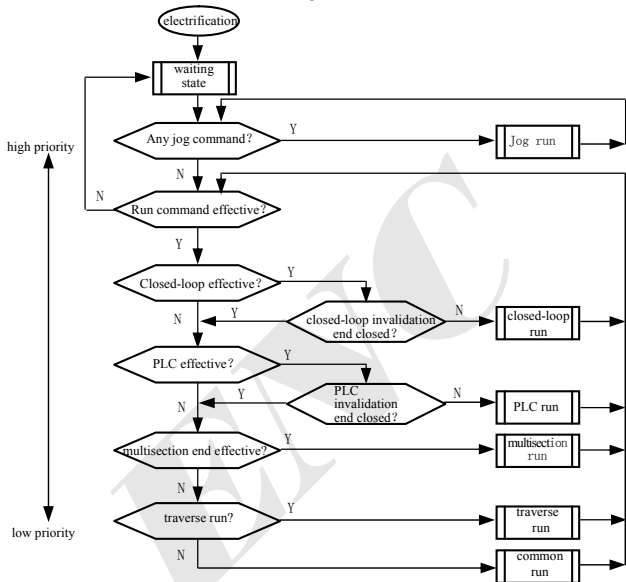 electrification
waiting
state
Any jog command?
Y
Jog run
high priority
N
N
Run command effective?
Y
Closed-loop effective?
Y
N
Y
closed-loop invalidation
end closed?
N
closed-loop
run
PLC effective?
Y
N
Y
PLC
invalidation
end closed?
N
PLC run
multisection end effective?
Y
multisection
run
N
traverse run?
Y
traverse
run
low priority
N
common
run
ENC